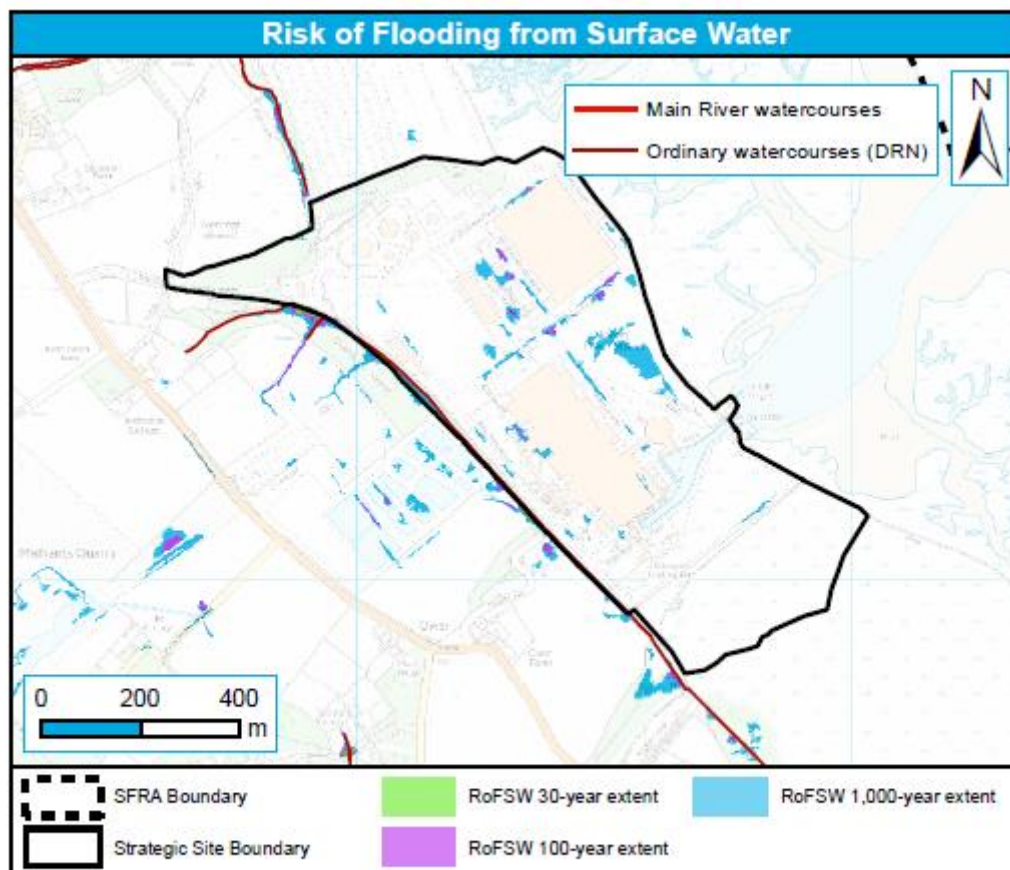 Risk of Flooding from Surface Water
Main River watercourses
Ordinary watercourses (DRN)
N
0 200 400
m
SFRA Boundary
Strategic Site Boundary
RoFSW 30-year extent
RoFSW 100-year extent
RoFSW 1,000-year extent